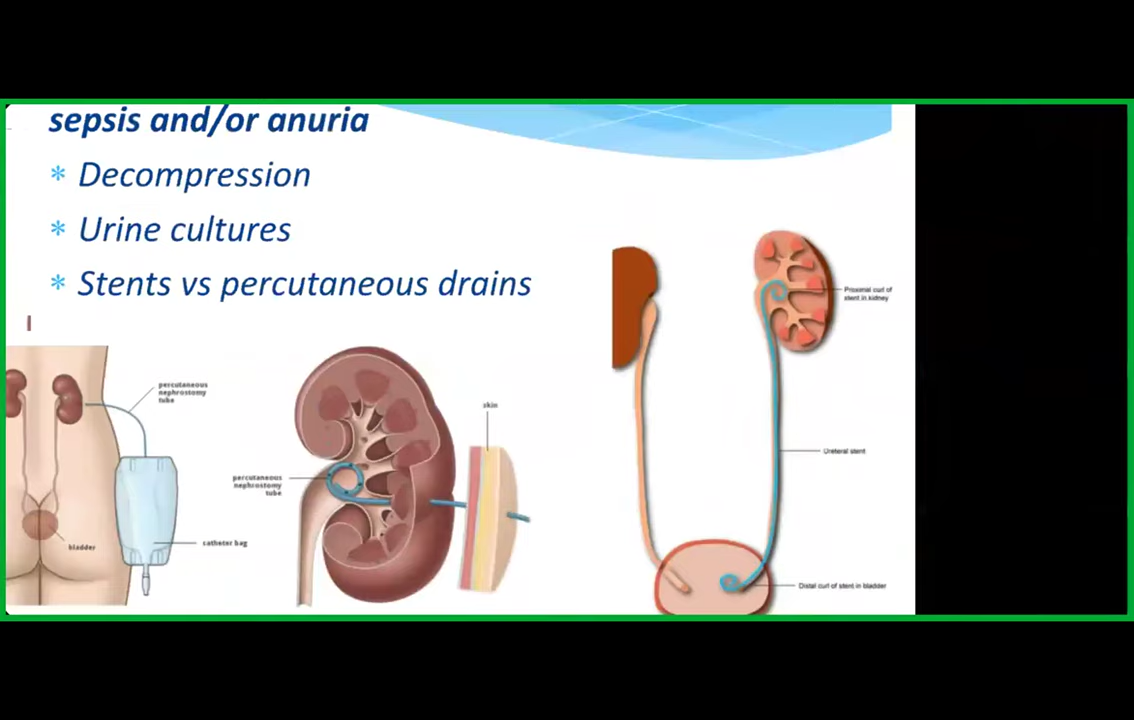 sepsis and/or anuria
* Decompression
* Urine cultures
* Stents vs percutaneous drains
percutaneous
nephrostomy
tube
bladder
catheter bag
percutaneous
nephrostomy
tube
skin
Proximal curl of
stent in kidney
Ureteral stent
Distal curl of stent in bladder